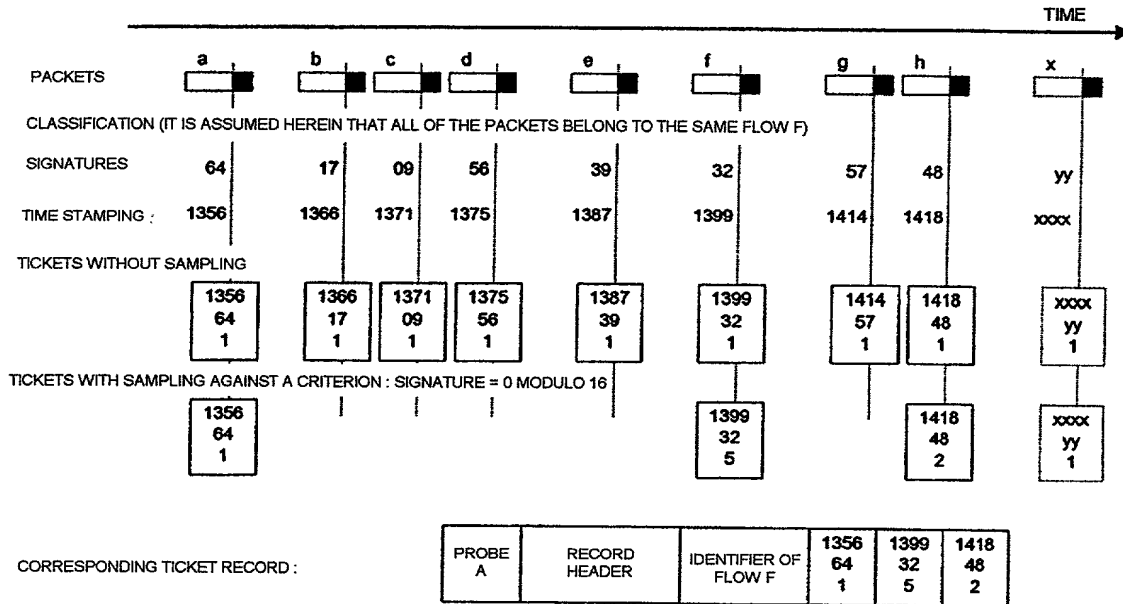 TIME
a b c d e f g h x
PACKETS
CLASSIFICATION (IT IS ASSUMED HEREIN THAT ALL OF THE PACKETS BELONG TO THE SAME FLOW F)
SIGNATURES 64 17 09 56 39 32 57 48 yy
TIME STAMPING : 1356 1366 1371 1375 1387 1399 1414 1418 xxxx
TICKETS WITHOUT SAMPLING
1356 1366 1371 1375 1387 1399 1414 1418 xxxx
64 17 09 56 39 32 57 48 yy
1 1 1 1 1 1 1 1 1
TICKETS WITH SAMPLING AGAINST A CRITERION : SIGNATURE = 0 MODULO 16
1356 1399 1418 xxxx
64 32 48 yy
1 5 2 1
CORRESPONDING TICKET RECORD :
PROBE
A
RECORD
HEADER
IDENTIFIER OF
FLOW F
1356 1399 1418
64 32 48
1 5 2